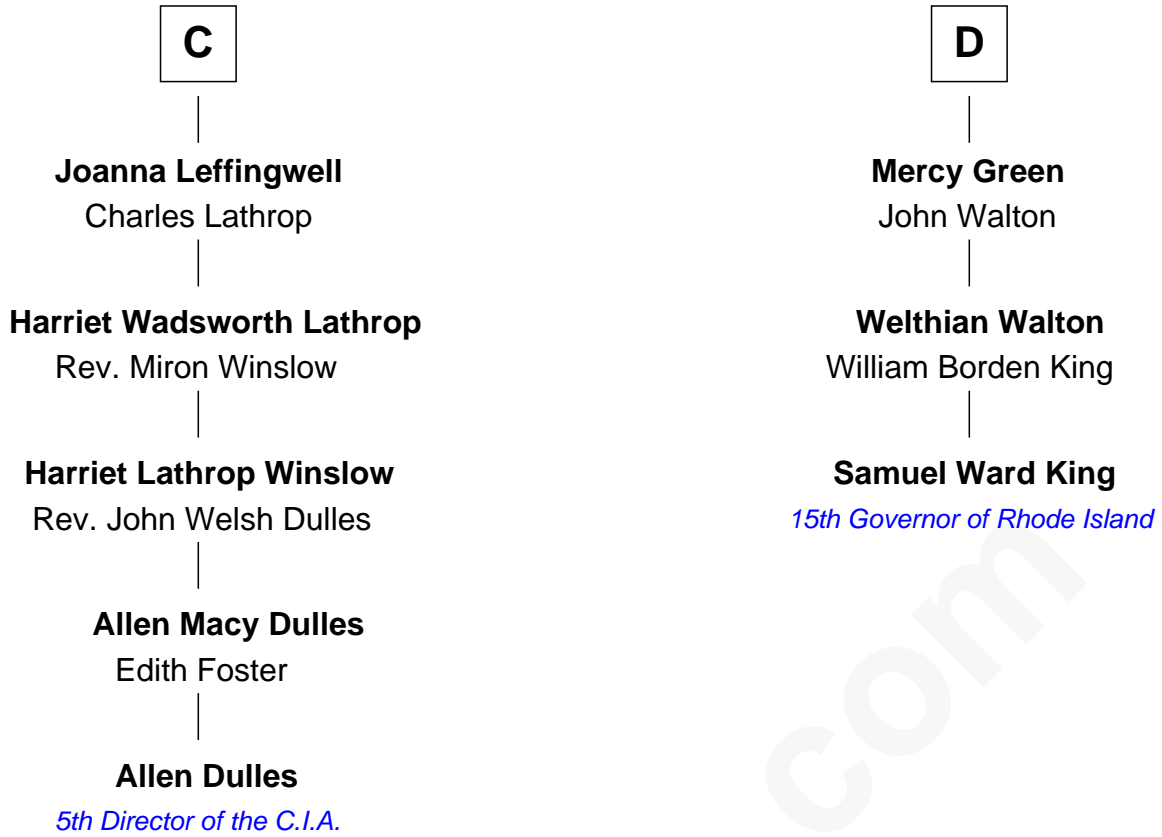 C
Joanna Leffingwell
Charles Lathrop
Harriet Wadsworth Lathrop
Rev. Miron Winslow
Harriet Lathrop Winslow
Rev. John Welsh Dulles
Allen Macy Dulles
Edith Foster
Allen Dulles
5th Director of the C.I.A.
D
Mercy Green
John Walton
Welthian Walton
William Borden King
Samuel Ward King
15th Governor of Rhode Island
com